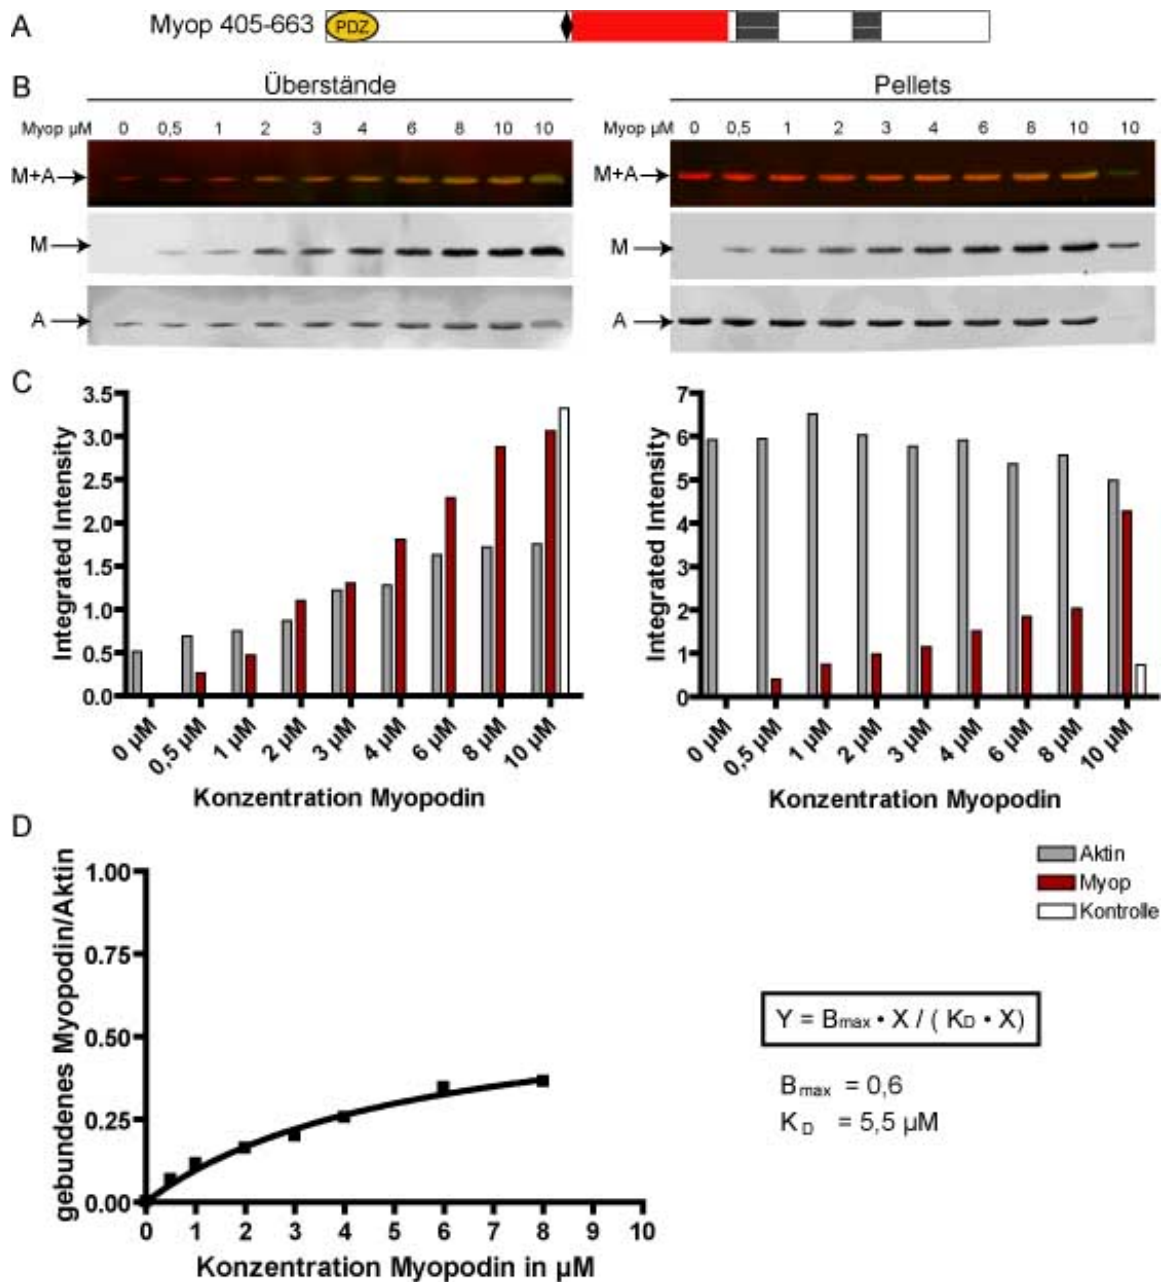 A
Myop 405-663
PDZ
B
Überstände
Myop µM 0 0,5 1 2 3 4 6 8 10 10
M+A
M
A
Pellets
Myop µM 0 0,5 1 2 3 4 6 8 10 10
M+A
M
A
C
Integrated Intensity
3.5
3.0
2.5
2.0
1.5
1.0
0.5
0.0
0 µM 0,5 µM 1 µM 2 µM 3 µM 4 µM 6 µM 8 µM 10 µM
Konzentration Myopodin
Integrated Intensity
7
6
5
4
3
2
1
0
0 µM 0,5 µM 1 µM 2 µM 3 µM 4 µM 6 µM 8 µM 10 µM
Konzentration Myopodin
D
gebundenes Myopodin/Aktin
1.00
0.75
0.50
0.25
0.00
0 1 2 3 4 5 6 7 8 9 10
Konzentration Myopodin in µM
Aktin
Myop
Kontrolle
Y = Bmax • X / ( KD • X)
Bmax = 0,6
KD = 5,5 µM